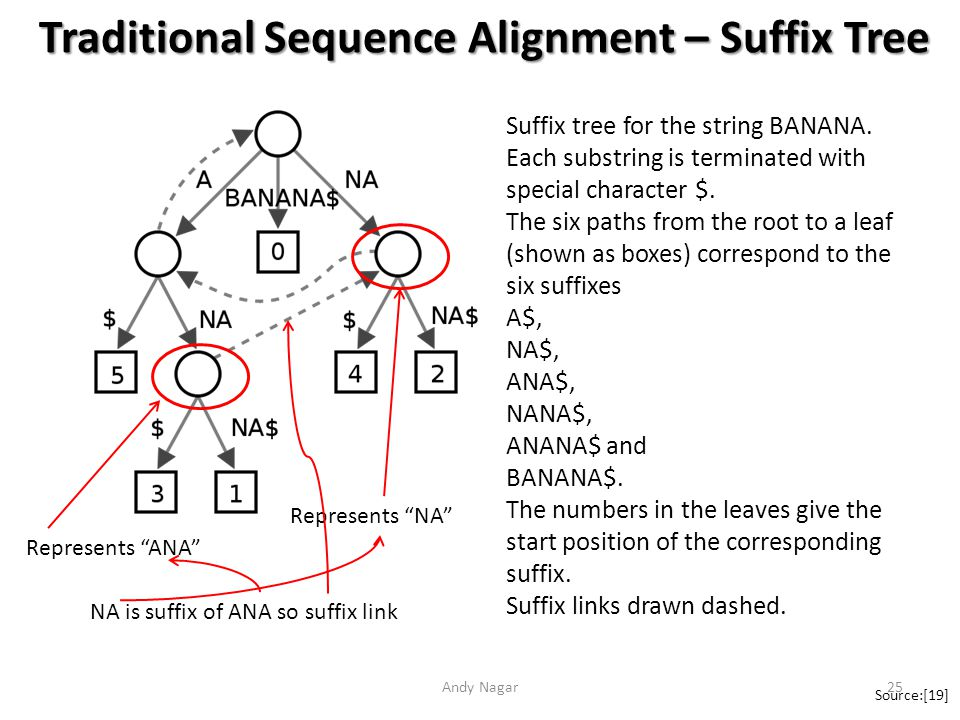 Traditional Sequence Alignment – Suffix Tree
A
BANANA$
NA
0
$
NA
$
NA$
5
4
2
$
NA$
3
1
Represents “NA”
Represents “ANA”
NA is suffix of ANA so suffix link
Suffix tree for the string BANANA.
Each substring is terminated with
special character $.
The six paths from the root to a leaf
(shown as boxes) correspond to the
six suffixes
A$,
NA$,
ANA$,
NANA$,
ANANA$ and
BANANA$.
The numbers in the leaves give the
start position of the corresponding
suffix.
Suffix links drawn dashed.
Andy Nagar
25
Source:[19]